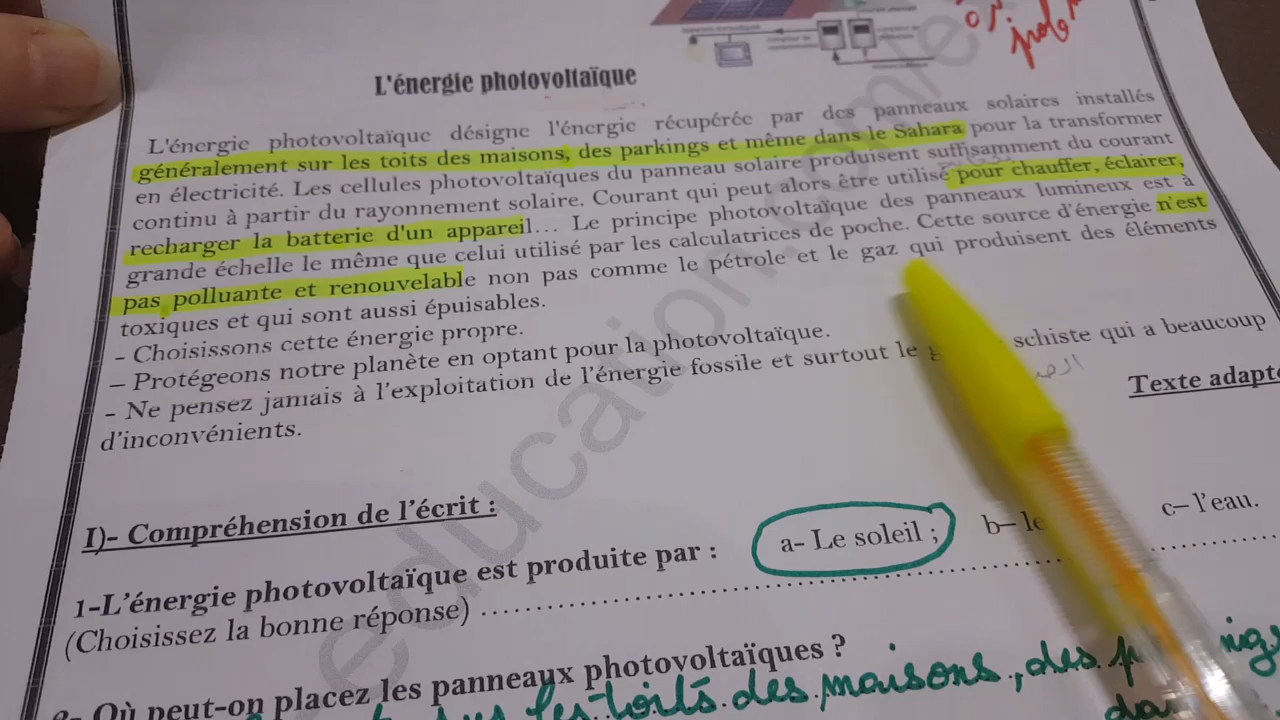 L'énergie photovoltaïque
L'énergie photovoltaïque désigne l'énergie récupérée par des panneaux solaires installés
généralement sur les toits des maisons, des parkings et même dans le Sahara pour la transformer
en électricité. Les cellules photovoltaïques du panneau solaire produisent suffisamment du courant
continu à partir du rayonnement solaire. Courant qui peut alors être utilisé pour chauffer, éclairer,
recharger la batterie d'un appareil... Le principe photovoltaïque des panneaux lumineux est à
grande échelle le même que celui utilisé par les calculatrices de poche. Cette source d'énergie n'est
pas polluante et renouvelable non pas comme le pétrole et le gaz qui produisent des éléments
toxiques et qui sont aussi épuisables.
- Choisissons cette énergie propre.
– Protégeons notre planète en optant pour la photovoltaïque.
- Ne pensez jamais à l'exploitation de l'énergie fossile et surtout le schiste qui a beaucoup
d'inconvénients.
Texte adapté
I)- Compréhension de l'écrit :
1-L'énergie photovoltaïque est produite par : a- Le soleil ; b– c– l'eau.
(Choisissez la bonne réponse) ..........
Où peut-on placez les panneaux photovoltaïques ?
les toits des maisons, des
education.com